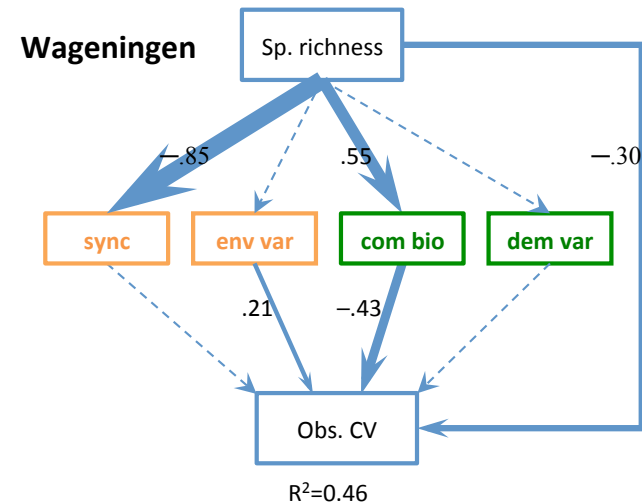 Wageningen
Sp. richness
—.85
.55
—.30
sync
env var
com bio
dem var
.21
–.43
Obs. CV
R²=0.46